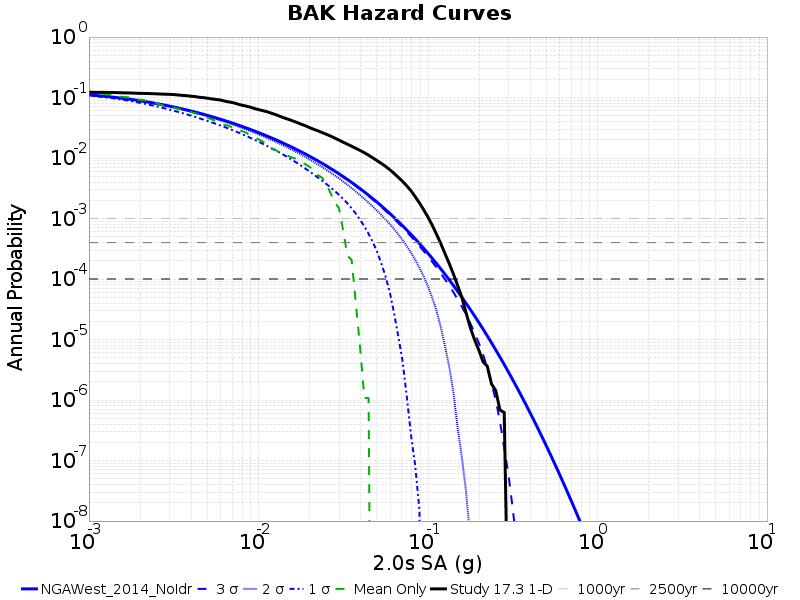 BAK Hazard Curves
10^0
10^-1
10^-2
10^-3
10^-4
10^-5
10^-6
10^-7
10^-8
Annual Probability
10^-3 10^-2 10^-1 10^0 10^1
2.0s SA (g)
NGAWest_2014_NoIdr 3 σ 2 σ 1 σ Mean Only Study 17.3 1-D 1000yr 2500yr 10000yr